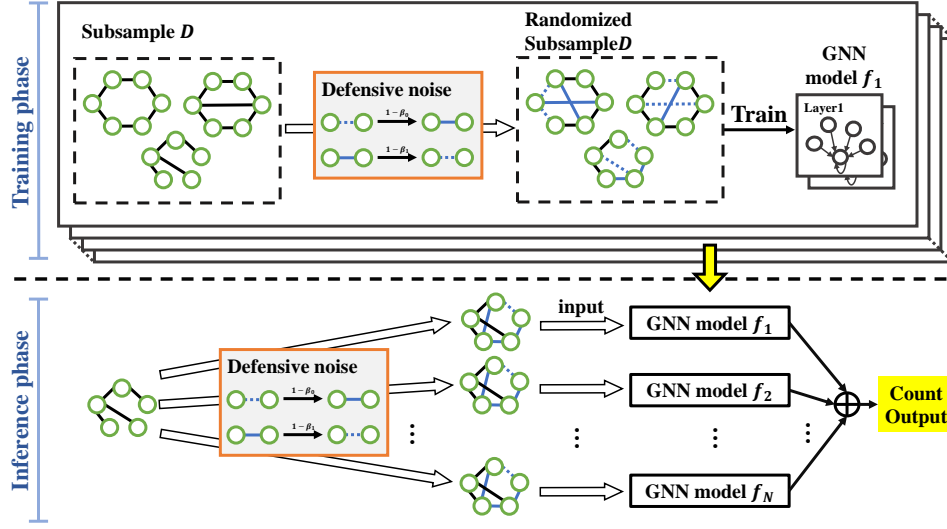 Training phase
Subsample D
Defensive noise
1−β₀
1−β₁
Randomized
SubsampleD
Train
GNN
model f₁
Layer1
Inference phase
Defensive noise
1−β₀
1−β₁
input
GNN model f₁
GNN model f₂
GNN model f_N
Count
Output